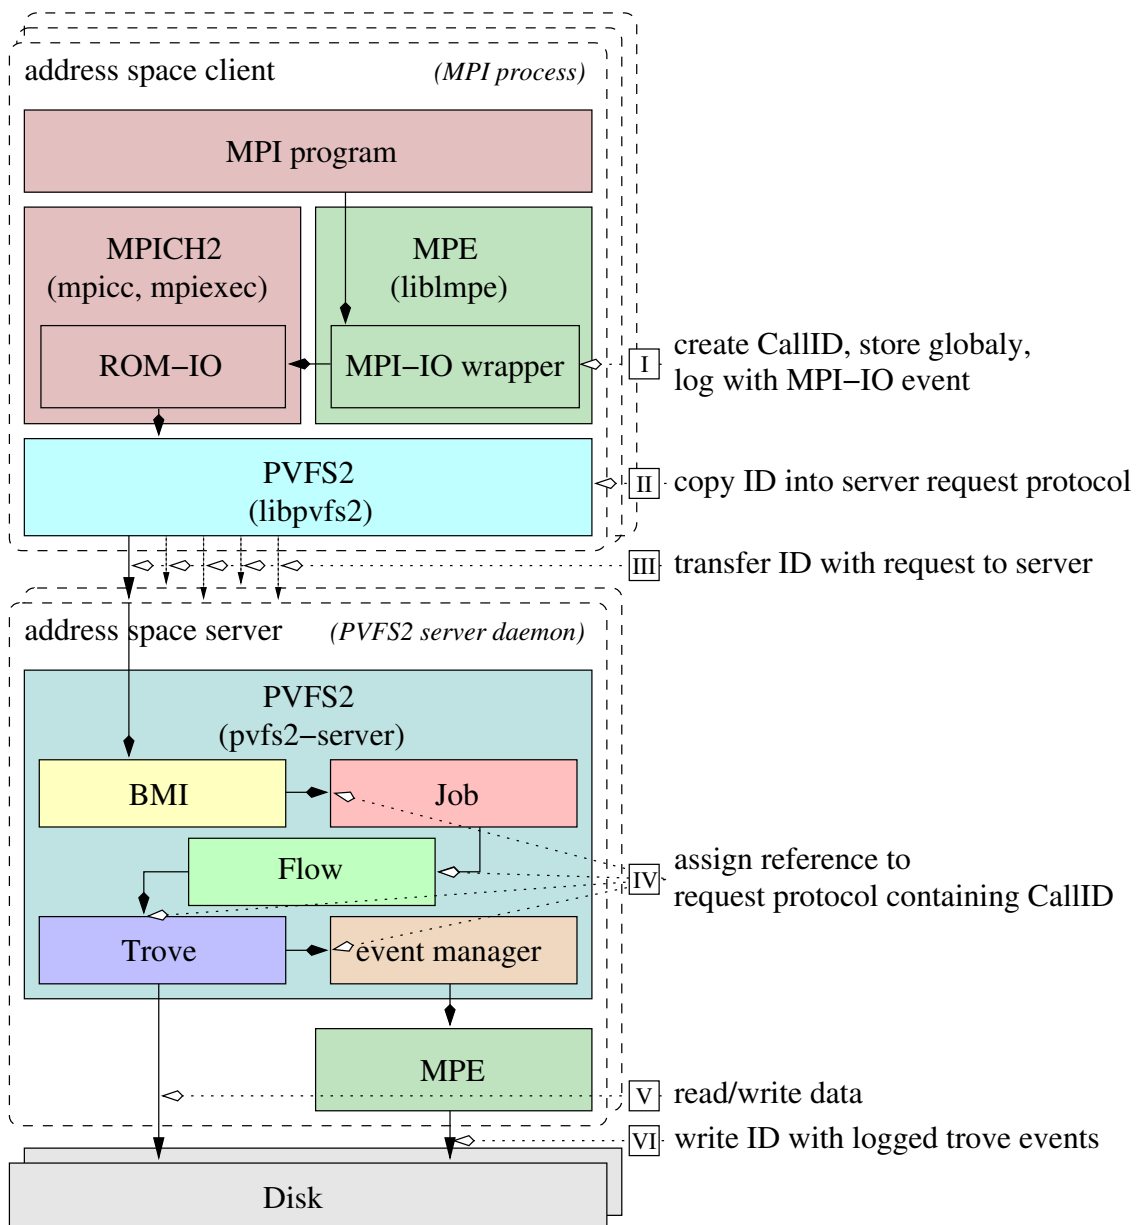 address space client
(MPI process)
MPI program
MPICH2
(mpicc, mpiexec)
MPE
(liblmpe)
ROM−IO
MPI−IO wrapper
I
create CallID, store globaly,
log with MPI−IO event
PVFS2
(libpvfs2)
II
copy ID into server request protocol
III
transfer ID with request to server
address space server
(PVFS2 server daemon)
PVFS2
(pvfs2−server)
BMI
Job
Flow
IV
assign reference to
request protocol containing CallID
Trove
event manager
MPE
V
read/write data
VI
write ID with logged trove events
Disk